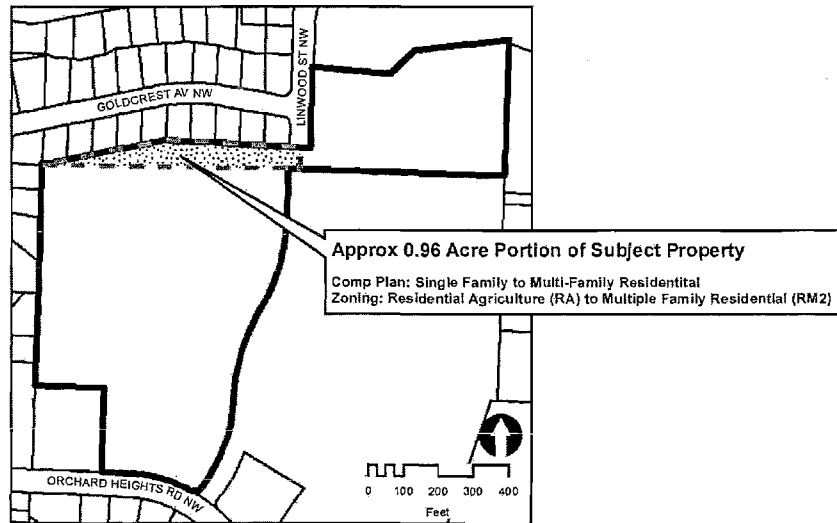 LINWOOD ST NW
GOLDCREST AV NW
Approx 0.96 Acre Portion of Subject Property
Comp Plan: Single Family to Multi-Family Residentital
Zoning: Residential Agriculture (RA) to Multiple Family Residential (RM2)
ORCHARD HEIGHTS RD NW
0 100 200 300 400
Feet